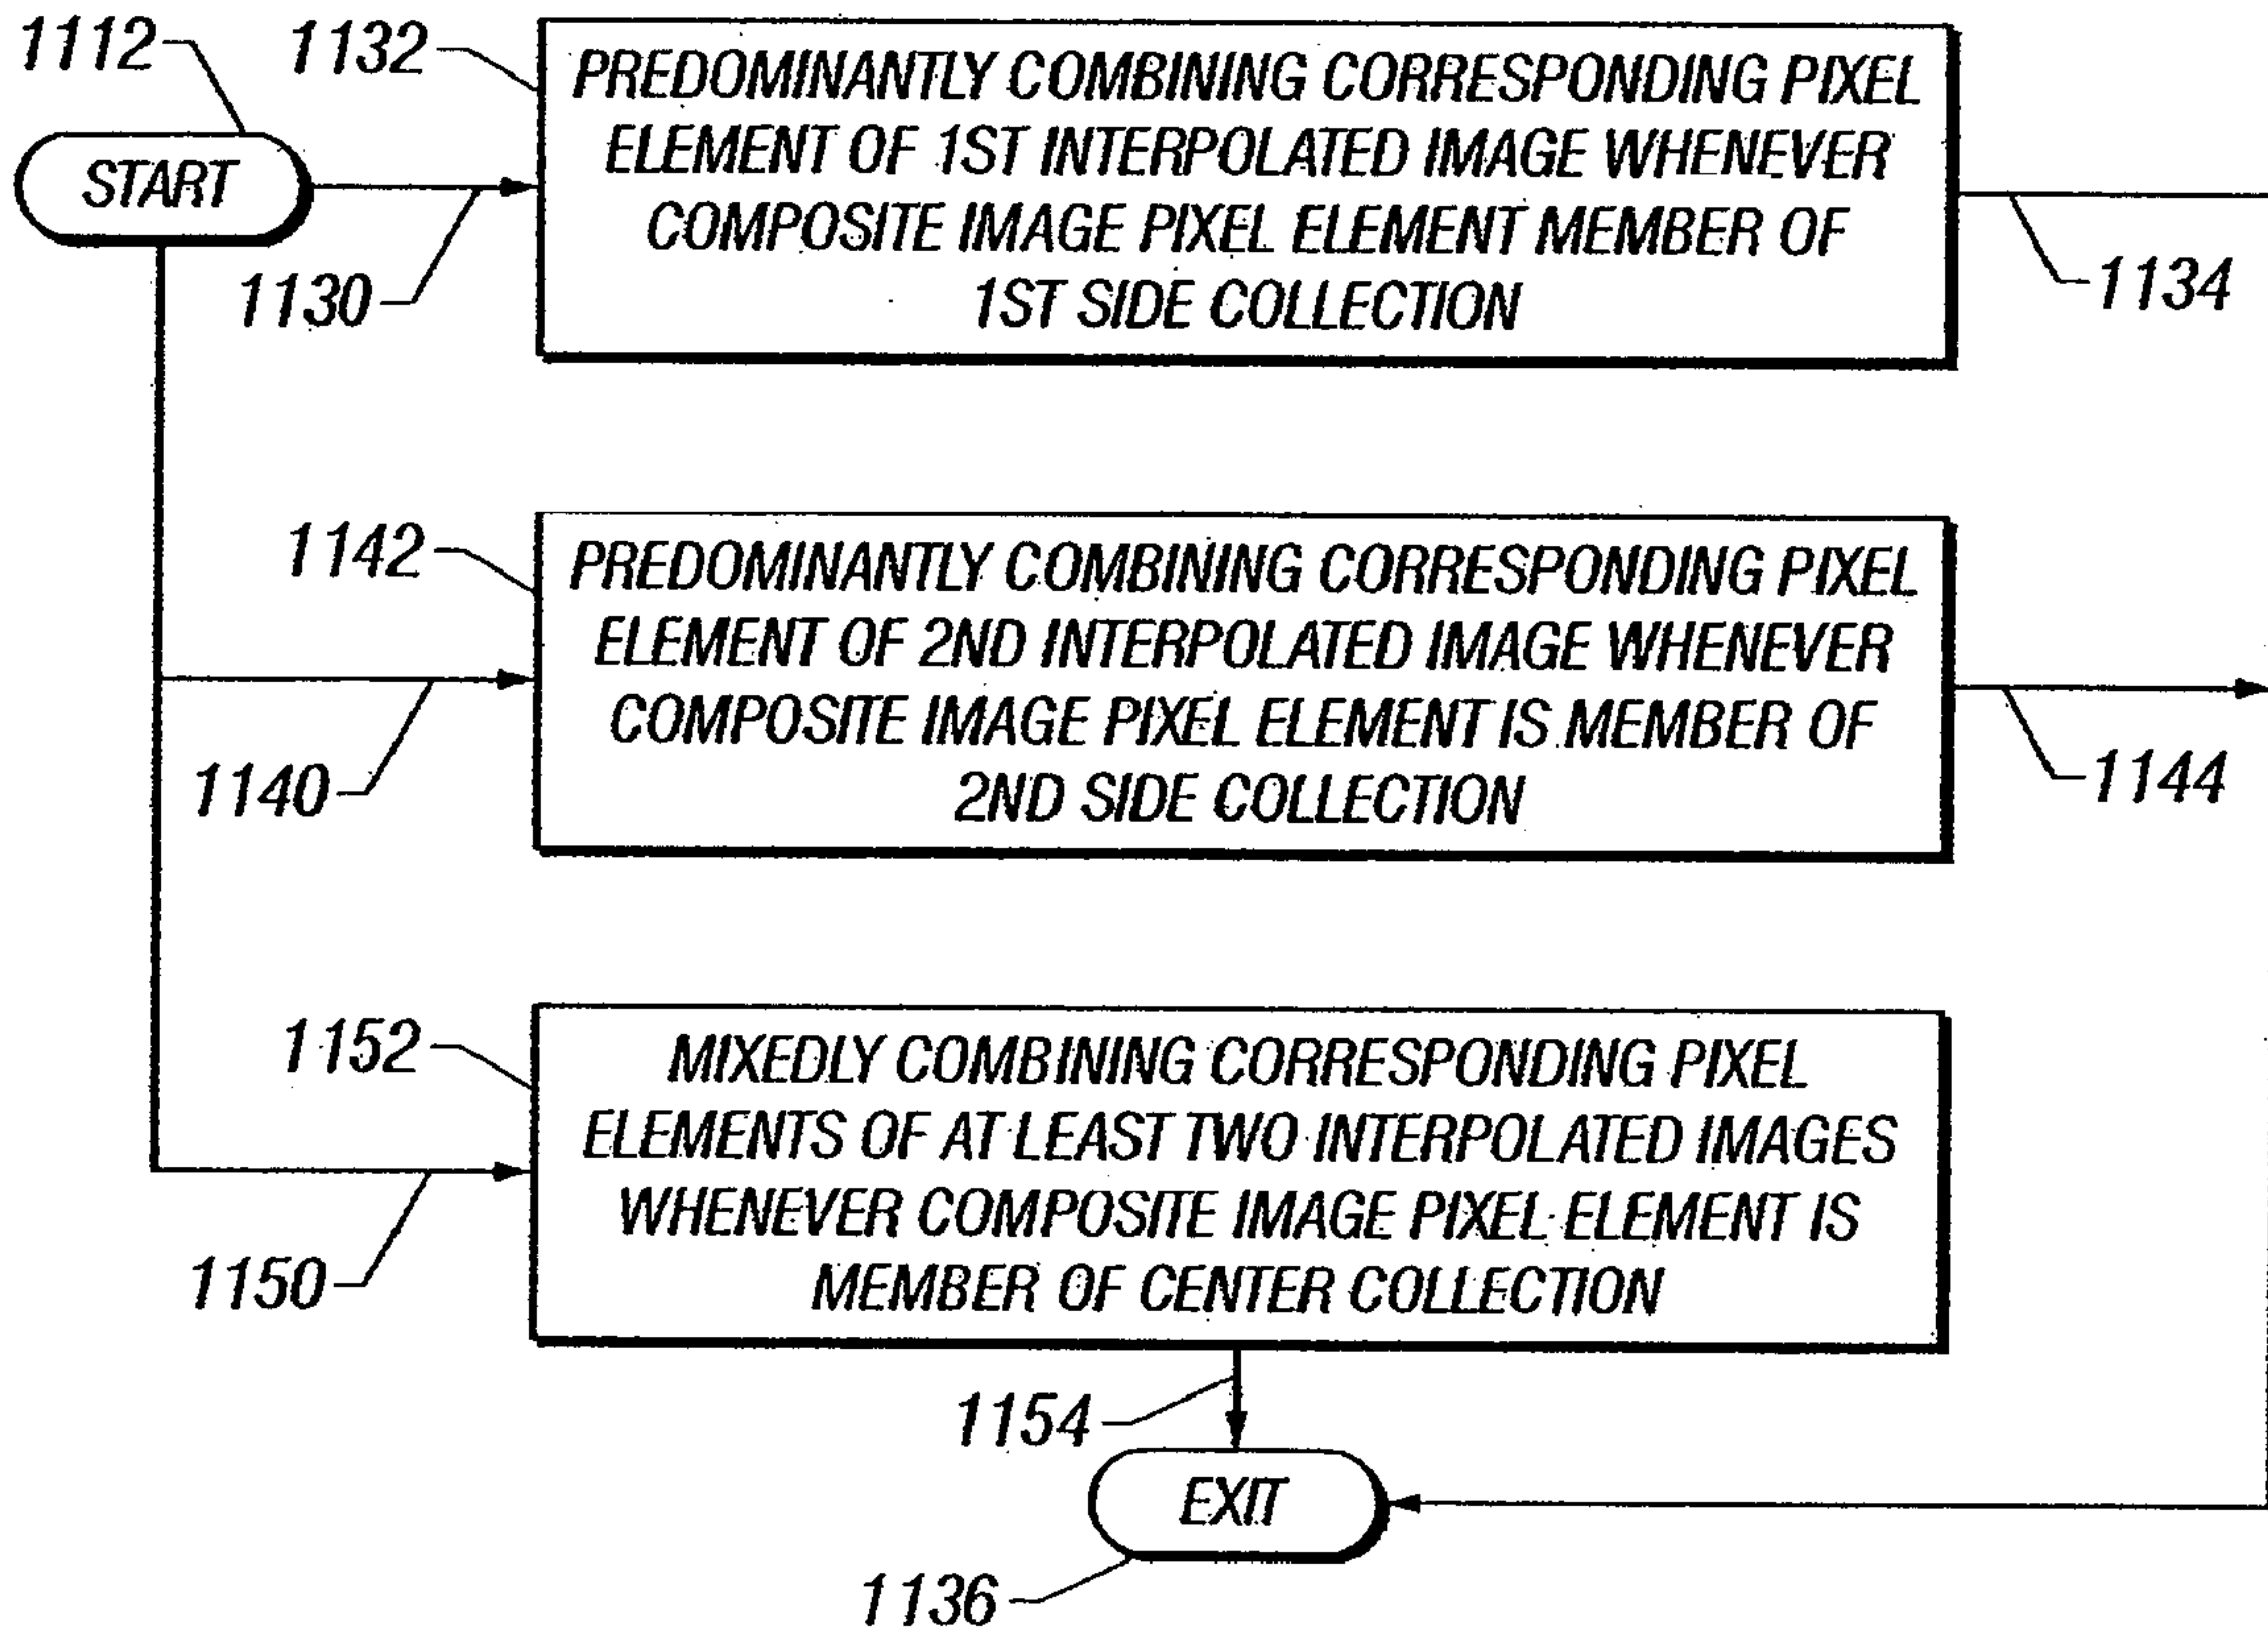 1112
1132
START
PREDOMINANTLY COMBINING CORRESPONDING PIXEL
ELEMENT OF 1ST INTERPOLATED IMAGE WHENEVER
COMPOSITE IMAGE PIXEL ELEMENT MEMBER OF
1ST SIDE COLLECTION
1130
1134
1142
PREDOMINANTLY COMBINING CORRESPONDING PIXEL
ELEMENT OF 2ND INTERPOLATED IMAGE WHENEVER
COMPOSITE IMAGE PIXEL ELEMENT IS MEMBER OF
2ND SIDE COLLECTION
1140
1144
1152
MIXEDLY COMBINING CORRESPONDING PIXEL
ELEMENTS OF AT LEAST TWO INTERPOLATED IMAGES
WHENEVER COMPOSITE IMAGE PIXEL ELEMENT IS
MEMBER OF CENTER COLLECTION
1150
1154
EXIT
1136